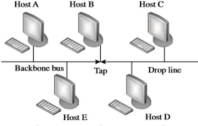 Host A Host B Host C
Backbone bus Tap Drop line
Host E Host D